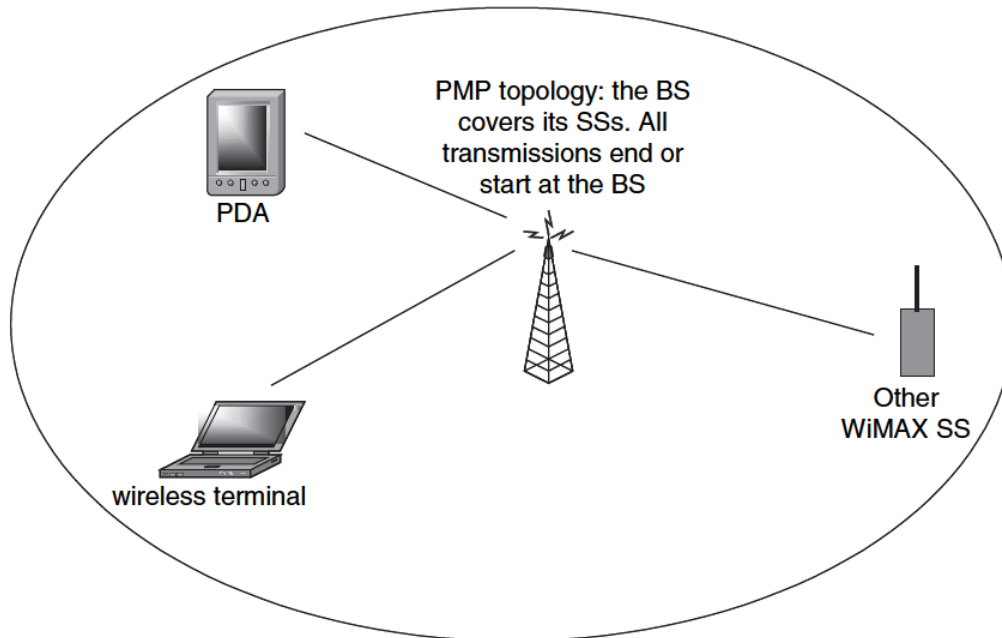 PMP topology: the BS
covers its SSs. All
transmissions end or
start at the BS
PDA
Other
WiMAX SS
wireless terminal